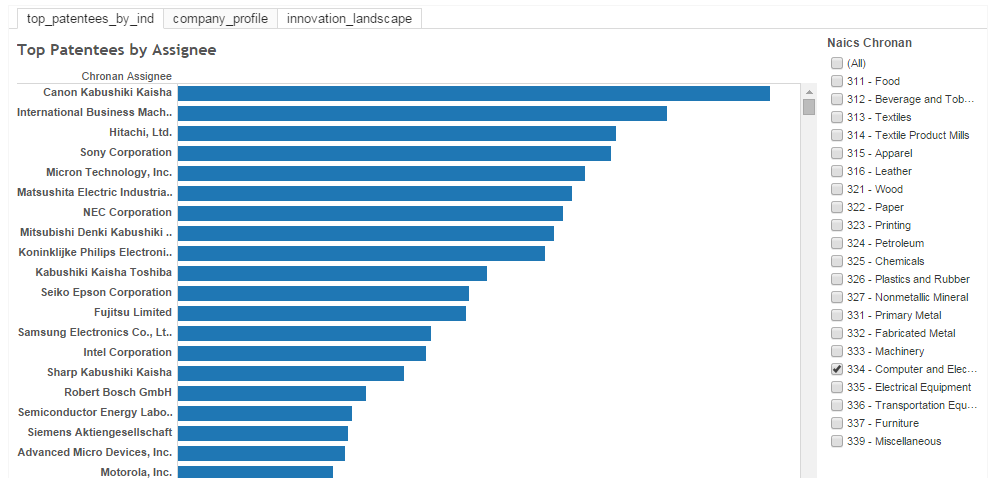 top_patentees_by_ind
company_profile
innovation_landscape
Top Patentees by Assignee
Chronan Assignee
Canon Kabushiki Kaisha
International Business Mach..
Hitachi, Ltd.
Sony Corporation
Micron Technology, Inc.
Matsushita Electric Industria..
NEC Corporation
Mitsubishi Denki Kabushiki ..
Koninklijke Philips Electroni..
Kabushiki Kaisha Toshiba
Seiko Epson Corporation
Fujitsu Limited
Samsung Electronics Co., Lt..
Intel Corporation
Sharp Kabushiki Kaisha
Robert Bosch GmbH
Semiconductor Energy Labo..
Siemens Aktiengesellschaft
Advanced Micro Devices, Inc.
Motorola, Inc.
Naics Chronan
(All)
311 - Food
312 - Beverage and Tob...
313 - Textiles
314 - Textile Product Mills
315 - Apparel
316 - Leather
321 - Wood
322 - Paper
323 - Printing
324 - Petroleum
325 - Chemicals
326 - Plastics and Rubber
327 - Nonmetallic Mineral
331 - Primary Metal
332 - Fabricated Metal
333 - Machinery
334 - Computer and Elec...
335 - Electrical Equipment
336 - Transportation Equ...
337 - Furniture
339 - Miscellaneous